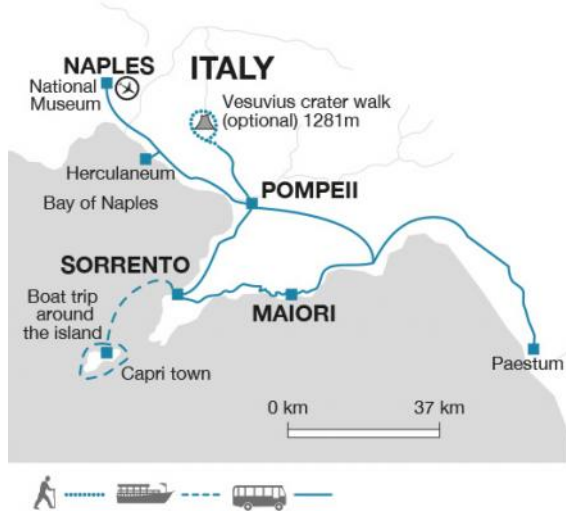 NAPLES
National
Museum
ITALY
Vesuvius crater walk
(optional) 1281m
Herculaneum
Bay of Naples
POMPEII
SORRENTO
Boat trip
around
the island
MAIORI
Capri town
Paestum
0 km
37 km